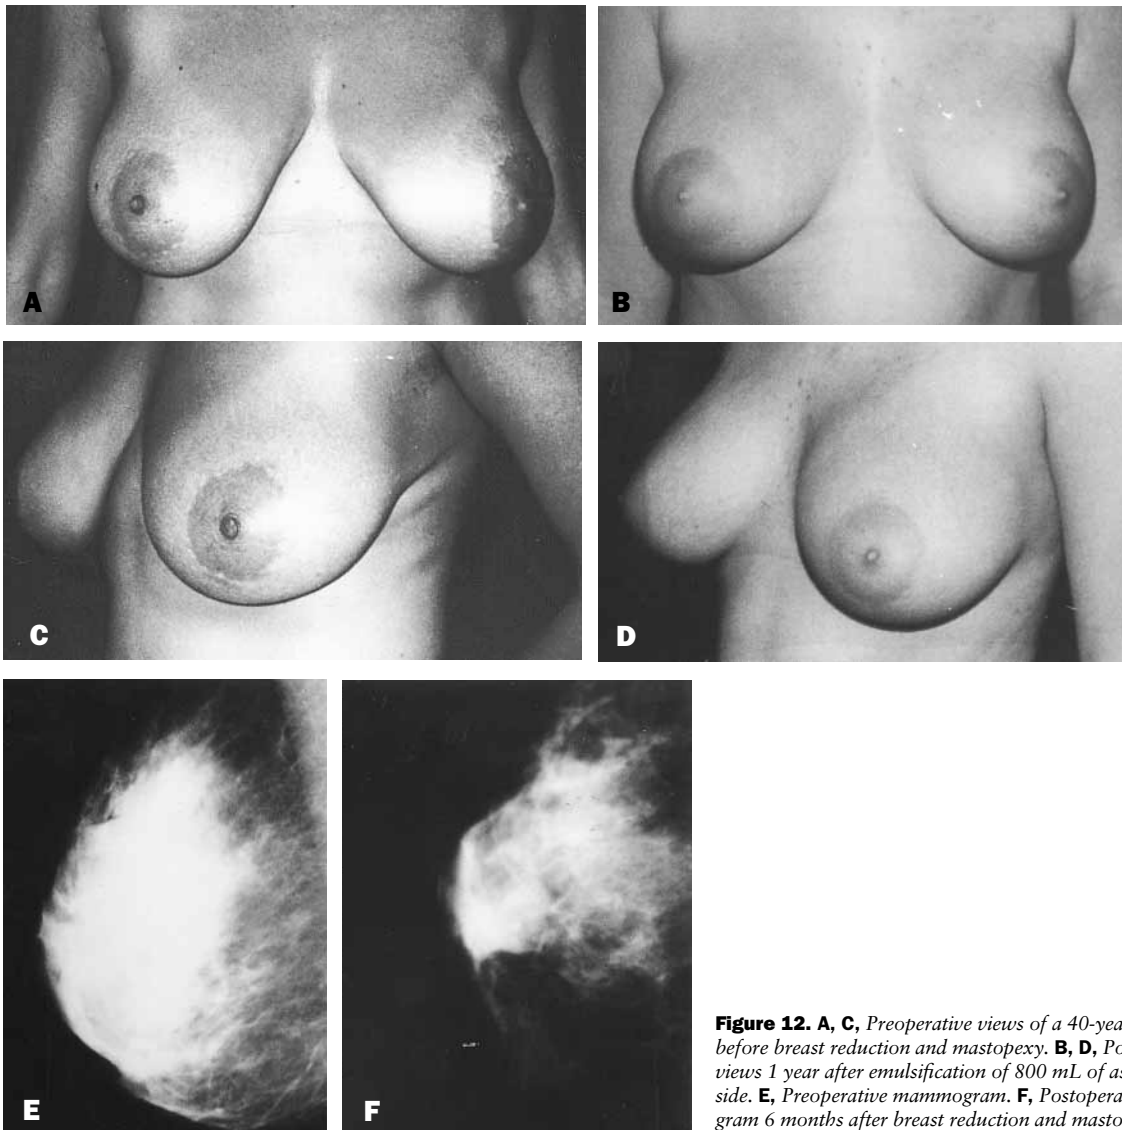 A
B
C
D
E
F
Figure 12. A, C, Preoperative views of a 40-yea
before breast reduction and mastopexy. B, D, Po
views 1 year after emulsification of 800 mL of as
side. E, Preoperative mammogram. F, Postopera
gram 6 months after breast reduction and masto